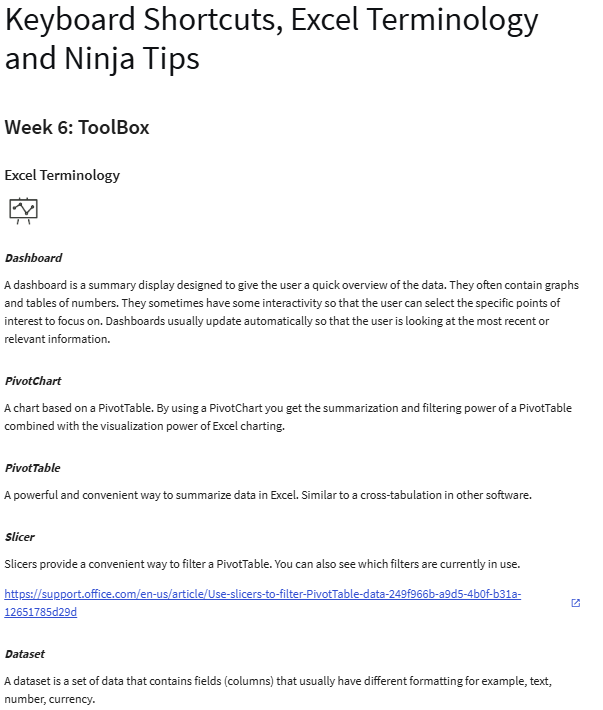 Keyboard Shortcuts, Excel Terminology
and Ninja Tips
Week 6: ToolBox
Excel Terminology
Dashboard
A dashboard is a summary display designed to give the user a quick overview of the data. They often contain graphs
and tables of numbers. They sometimes have some interactivity so that the user can select the specific points of
interest to focus on. Dashboards usually update automatically so that the user is looking at the most recent or
relevant information.
PivotChart
A chart based on a PivotTable. By using a PivotChart you get the summarization and filtering power of a PivotTable
combined with the visualization power of Excel charting.
PivotTable
A powerful and convenient way to summarize data in Excel. Similar to a cross-tabulation in other software.
Slicer
Slicers provide a convenient way to filter a PivotTable. You can also see which filters are currently in use.
https://support.office.com/en-us/article/Use-slicers-to-filter-PivotTable-data-249f966b-a9d5-4b0f-b31a-
12651785d29d
Dataset
A dataset is a set of data that contains fields (columns) that usually have different formatting for example, text,
number, currency.